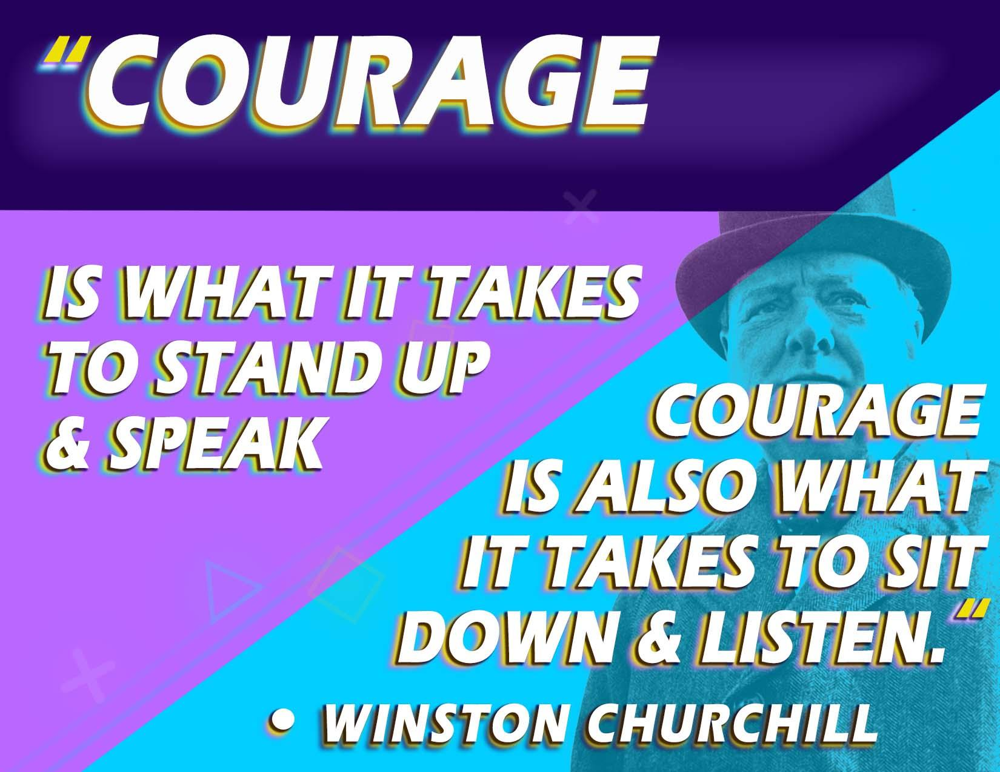 “COURAGE
IS WHAT IT TAKES
TO STAND UP
& SPEAK
COURAGE
IS ALSO WHAT
IT TAKES TO SIT
DOWN & LISTEN.“
• WINSTON CHURCHILL